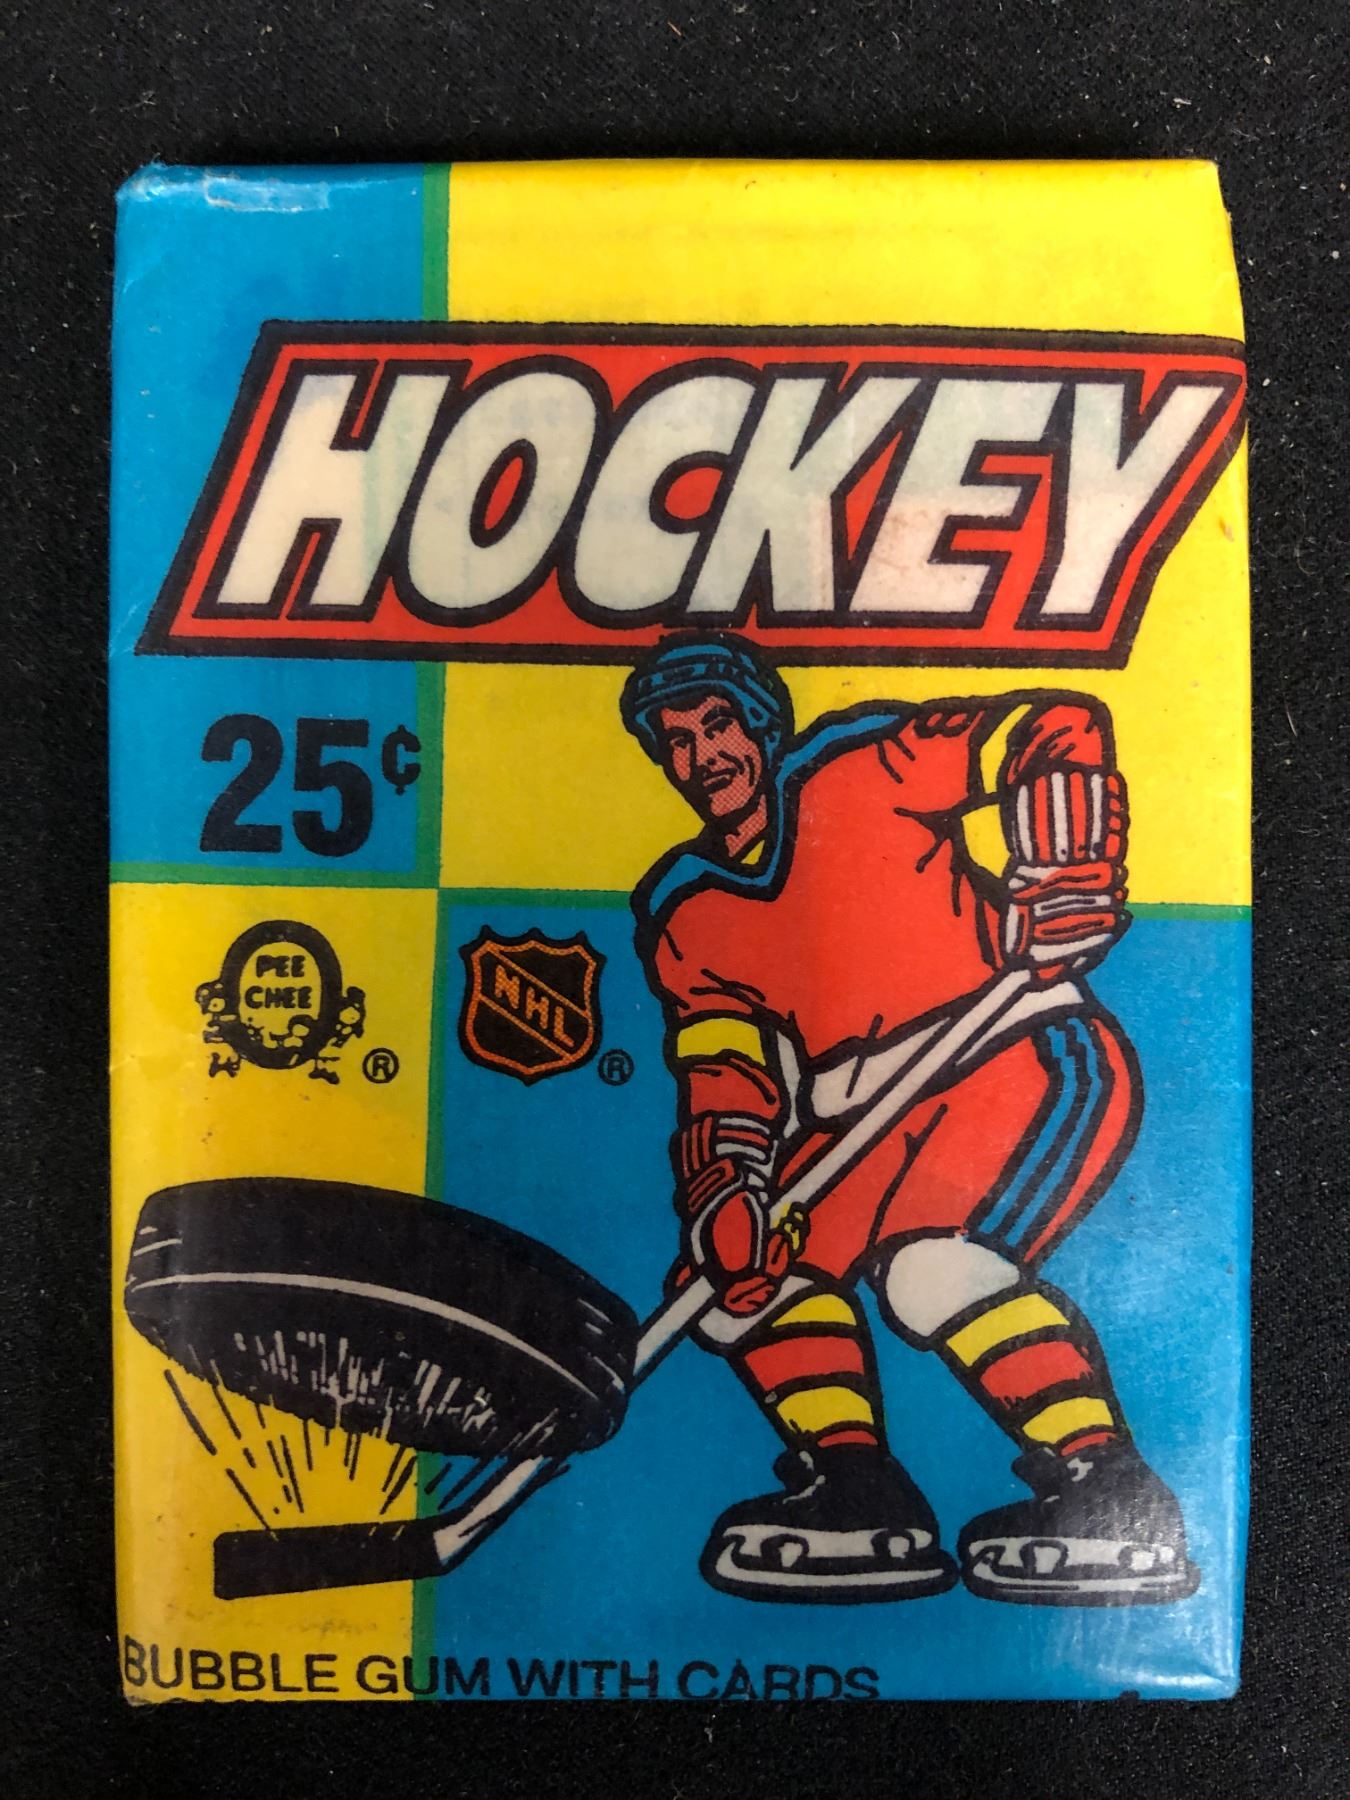 HOCKEY
25¢
PEE
CHEE
®
NHL
®
BUBBLE GUM WITH CARDS